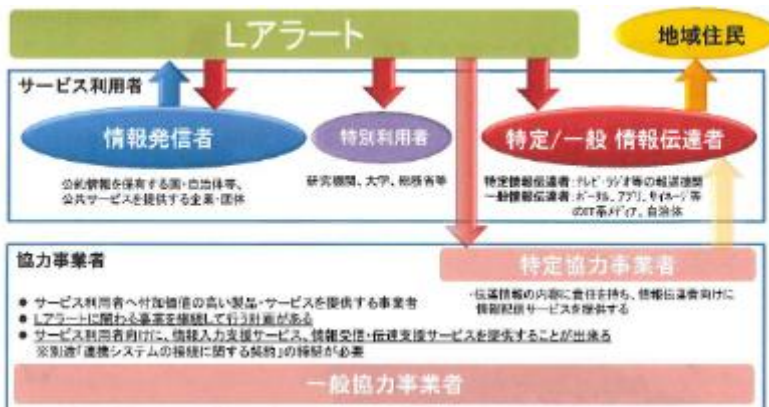 Lアラート
地域住民
サービス利用者
情報発信者
特別利用者
特定/一般 情報伝達者
公的情報を保有する国・自治体等、
公共サービスを提供する企業・団体
研究機関、大学、総務省等
特定情報伝達者:テレビ・ラジオ等の報道機関
一般情報伝達者:ポータル、アプリ、サイネージ等
のIT系メディア、自治体
協力事業者
特定協力事業者
・伝達情報の内容に責任を持ち、情報伝達者向けに
情報配信サービスを提供する
● サービス利用者へ付加価値の高い製品・サービスを提供する事業者
● Lアラートに関わる事業を継続して行う計画がある
● サービス利用者向けに、情報入力支援サービス、情報受信・伝達支援サービスを提供することが出来る
※別途「連携システムの接続に関する契約」の締結が必要
一般協力事業者